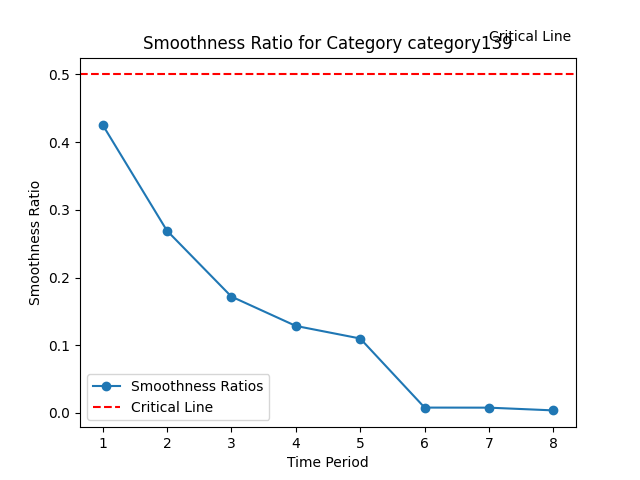 Critical Line
Smoothness Ratio for Category category139
0.5
0.4
0.3
0.2
0.1
0.0
Smoothness Ratio
Smoothness Ratios
Critical Line
1 2 3 4 5 6 7 8
Time Period